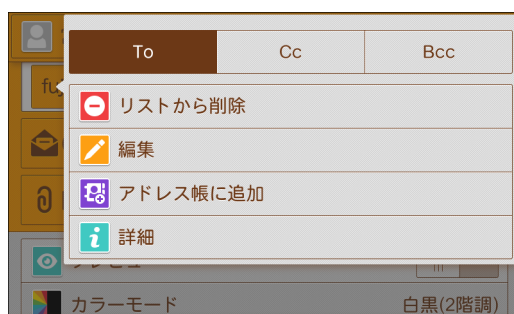 To Cc Bcc
fu
リストから削除
編集
アドレス帳に追加
詳細
カラーモード 白黒(2階調)